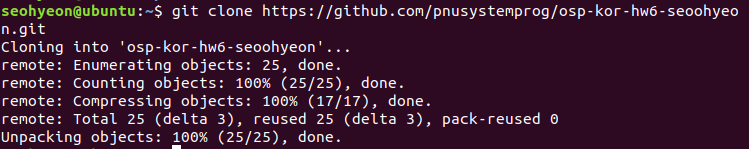 seohyeon@ubuntu:~$ git clone https://github.com/pnusystemprog/osp-kor-hw6-seoohyeo
n.git
Cloning into 'osp-kor-hw6-seoohyeon'...
remote: Enumerating objects: 25, done.
remote: Counting objects: 100% (25/25), done.
remote: Compressing objects: 100% (17/17), done.
remote: Total 25 (delta 3), reused 25 (delta 3), pack-reused 0
Unpacking objects: 100% (25/25), done.